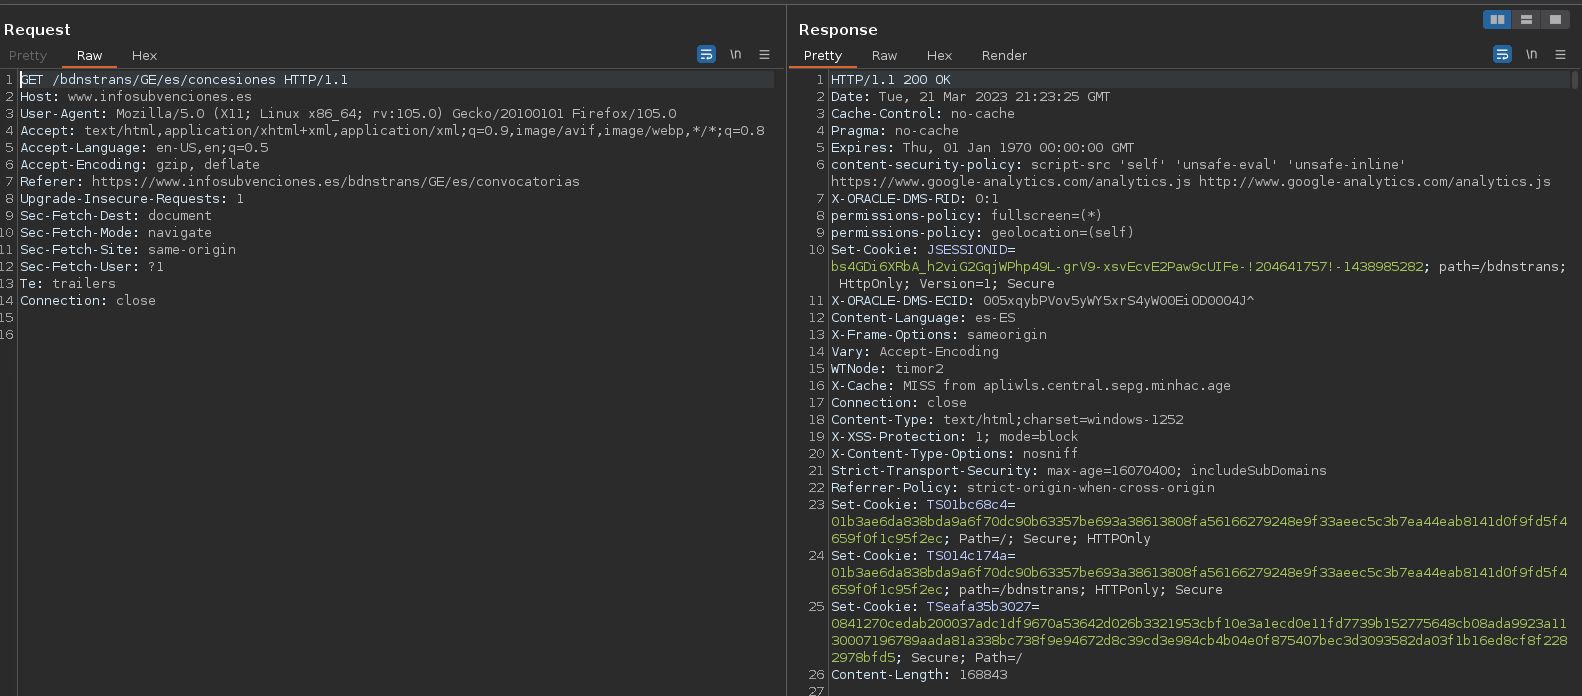 Request
Pretty Raw Hex \n
1 GET /bdnstrans/GE/es/concesiones HTTP/1.1
2 Host: www.infosubvenciones.es
3 User-Agent: Mozilla/5.0 (X11; Linux x86_64; rv:105.0) Gecko/20100101 Firefox/105.0
4 Accept: text/html,application/xhtml+xml,application/xml;q=0.9,image/avif,image/webp,*/*;q=0.8
5 Accept-Language: en-US,en;q=0.5
6 Accept-Encoding: gzip, deflate
7 Referer: https://www.infosubvenciones.es/bdnstrans/GE/es/convocatorias
8 Upgrade-Insecure-Requests: 1
9 Sec-Fetch-Dest: document
10 Sec-Fetch-Mode: navigate
11 Sec-Fetch-Site: same-origin
12 Sec-Fetch-User: ?1
13 Te: trailers
14 Connection: close
15
16
Response
Pretty Raw Hex Render \n
1 HTTP/1.1 200 OK
2 Date: Tue, 21 Mar 2023 21:23:25 GMT
3 Cache-Control: no-cache
4 Pragma: no-cache
5 Expires: Thu, 01 Jan 1970 00:00:00 GMT
6 content-security-policy: script-src 'self' 'unsafe-eval' 'unsafe-inline'
https://www.google-analytics.com/analytics.js http://www.google-analytics.com/analytics.js
7 X-ORACLE-DMS-RID: 0:1
8 permissions-policy: fullscreen=(*)
9 permissions-policy: geolocation=(self)
10 Set-Cookie: JSESSIONID=
bs4GDi6XRbA_h2viG2GqjWPhp49L-grV9-xsvEcvE2Paw9cUIFe-!204641757!-1438985282; path=/bdnstrans;
HttpOnly; Version=1; Secure
11 X-ORACLE-DMS-ECID: 005xqybPVov5yWY5xrS4yW00EiOD0004J^
12 Content-Language: es-ES
13 X-Frame-Options: sameorigin
14 Vary: Accept-Encoding
15 WTNode: timor2
16 X-Cache: MISS from apliwls.central.sepg.minhac.age
17 Connection: close
18 Content-Type: text/html;charset=windows-1252
19 X-XSS-Protection: 1; mode=block
20 X-Content-Type-Options: nosniff
21 Strict-Transport-Security: max-age=16070400; includeSubDomains
22 Referrer-Policy: strict-origin-when-cross-origin
23 Set-Cookie: TS01bc68c4=
01b3ae6da838bda9a6f70dc90b63357be693a38613808fa56166279248e9f33aeec5c3b7ea44eab8141d0f9fd5f4
659f0f1c95f2ec; Path=/; Secure; HTTPOnly
24 Set-Cookie: TS014c174a=
01b3ae6da838bda9a6f70dc90b63357be693a38613808fa56166279248e9f33aeec5c3b7ea44eab8141d0f9fd5f4
659f0f1c95f2ec; path=/bdnstrans; HTTPonly; Secure
25 Set-Cookie: TSeafa35b3027=
0841270cedab200037adc1df9670a53642d026b3321953cbf10e3a1ecd0e11fd7739b152775648cb08ada9923a11
30007196789aada81a338bc738f9e94672d8c39cd3e984cb4b04e0f875407bec3d3093582da03f1b16ed8cf8f228
2978bfd5; Secure; Path=/
26 Content-Length: 168843
27